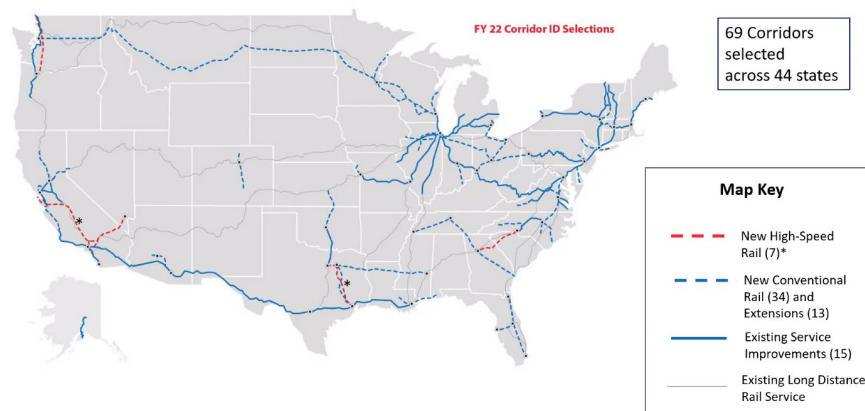 FY 22 Corridor ID Selections
69 Corridors
selected
across 44 states
*
*
Map Key
New High-Speed
Rail (7)*
New Conventional
Rail (34) and
Extensions (13)
Existing Service
Improvements (15)
Existing Long Distance
Rail Service